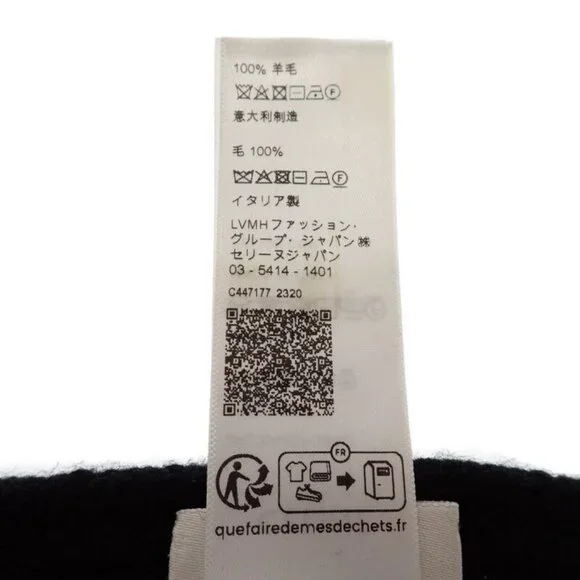 100% 羊毛
意大利制造
毛 100%
イタリア製
LVMHファッション・
グループ・ジャパン㈱
セリーヌジャパン
03 - 5414 - 1401
C447177 2320
FR
quefairedemesdechets.fr